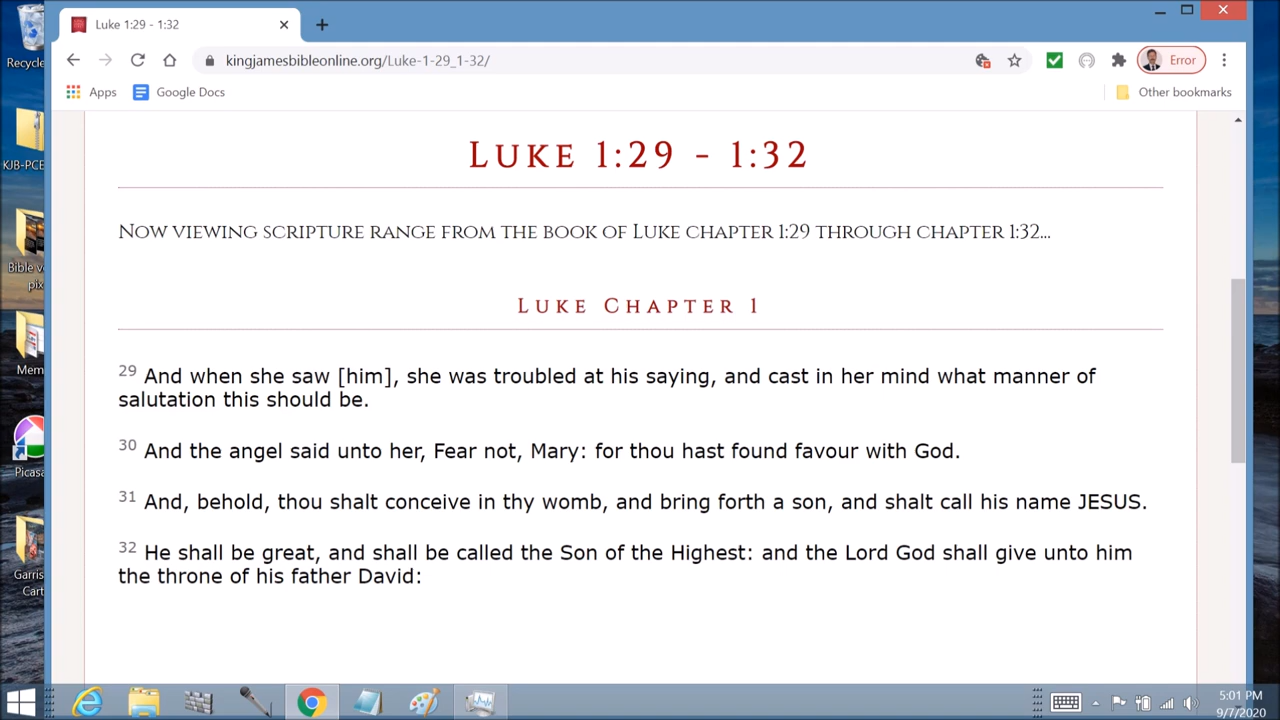 Luke 1:29 - 1:32
kingjamesbibleonline.org/Luke-1-29_1-32/
Error
Apps
Google Docs
Other bookmarks
Recycle
KJB-PCE
Bible v
pix
Mem
Picasa
Garris
Cart
LUKE 1:29 - 1:32
NOW VIEWING SCRIPTURE RANGE FROM THE BOOK OF LUKE CHAPTER 1:29 THROUGH CHAPTER 1:32...
LUKE CHAPTER 1
29 And when she saw [him], she was troubled at his saying, and cast in her mind what manner of
salutation this should be.
30 And the angel said unto her, Fear not, Mary: for thou hast found favour with God.
31 And, behold, thou shalt conceive in thy womb, and bring forth a son, and shalt call his name JESUS.
32 He shall be great, and shall be called the Son of the Highest: and the Lord God shall give unto him
the throne of his father David:
5:01 PM
9/7/2020